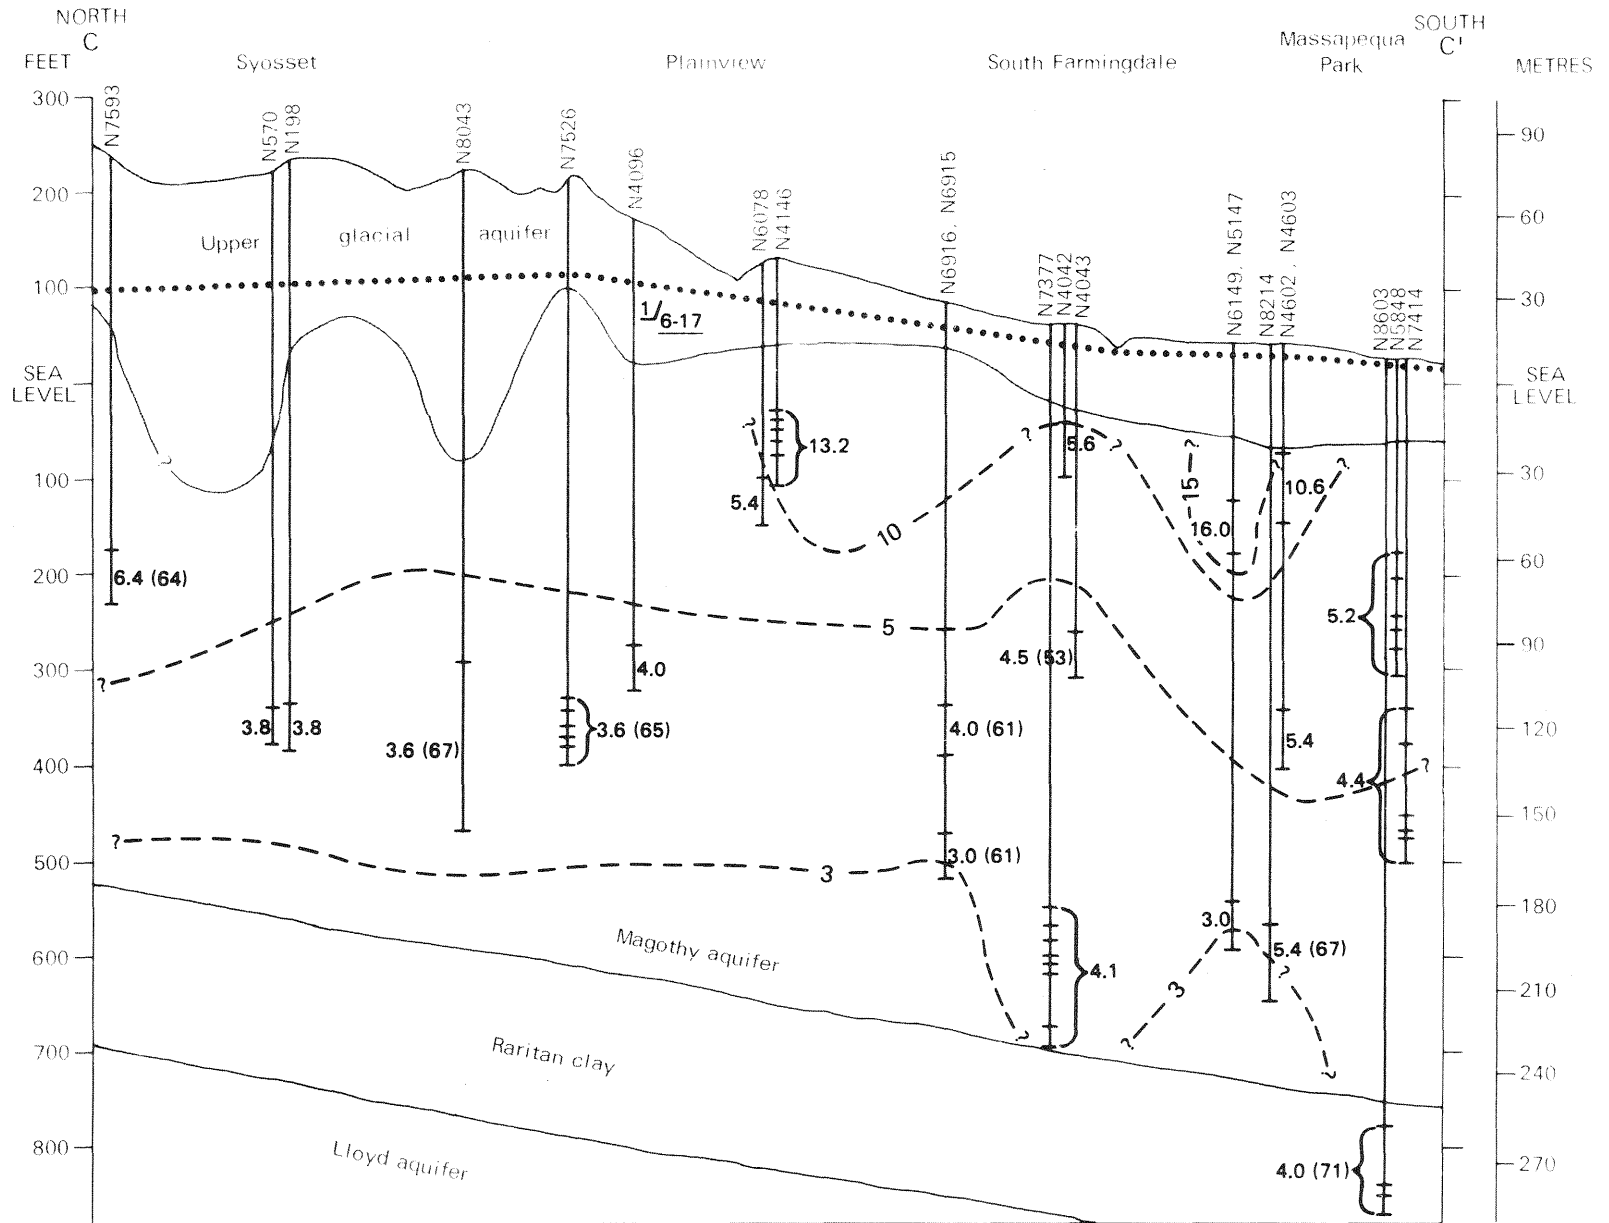 NORTH
C
SOUTH
C'
FEET
Syosset
Plainview
South Farmingdale
Massapequa
Park
METRES
300
200
100
SEA
LEVEL
100
200
300
400
500
600
700
800
N7593
N570
N198
N8043
N7526
N4096
N6078
N4146
N6916, N6915
N7377
N4042
N4043
N6149, N5147
N8214
N4602, N4603
N8603
N5848
N7414
90
60
30
SEA
LEVEL
30
60
90
120
150
180
210
240
270
Upper glacial aquifer
1/6-17
?
?
13.2
5.4
10
?
5.6
?
?
15
16.0
?
10.6
?
6.4 (64)
5.2
?
5
4.0
4.5 (53)
3.8
3.8
3.6 (67)
3.6 (65)
4.0 (61)
5.4
4.4
?
?
3
3.0 (61)
3.0
5.4 (67)
?
4.1
3
?
?
?
Magothy aquifer
Raritan clay
Lloyd aquifer
4.0 (71)